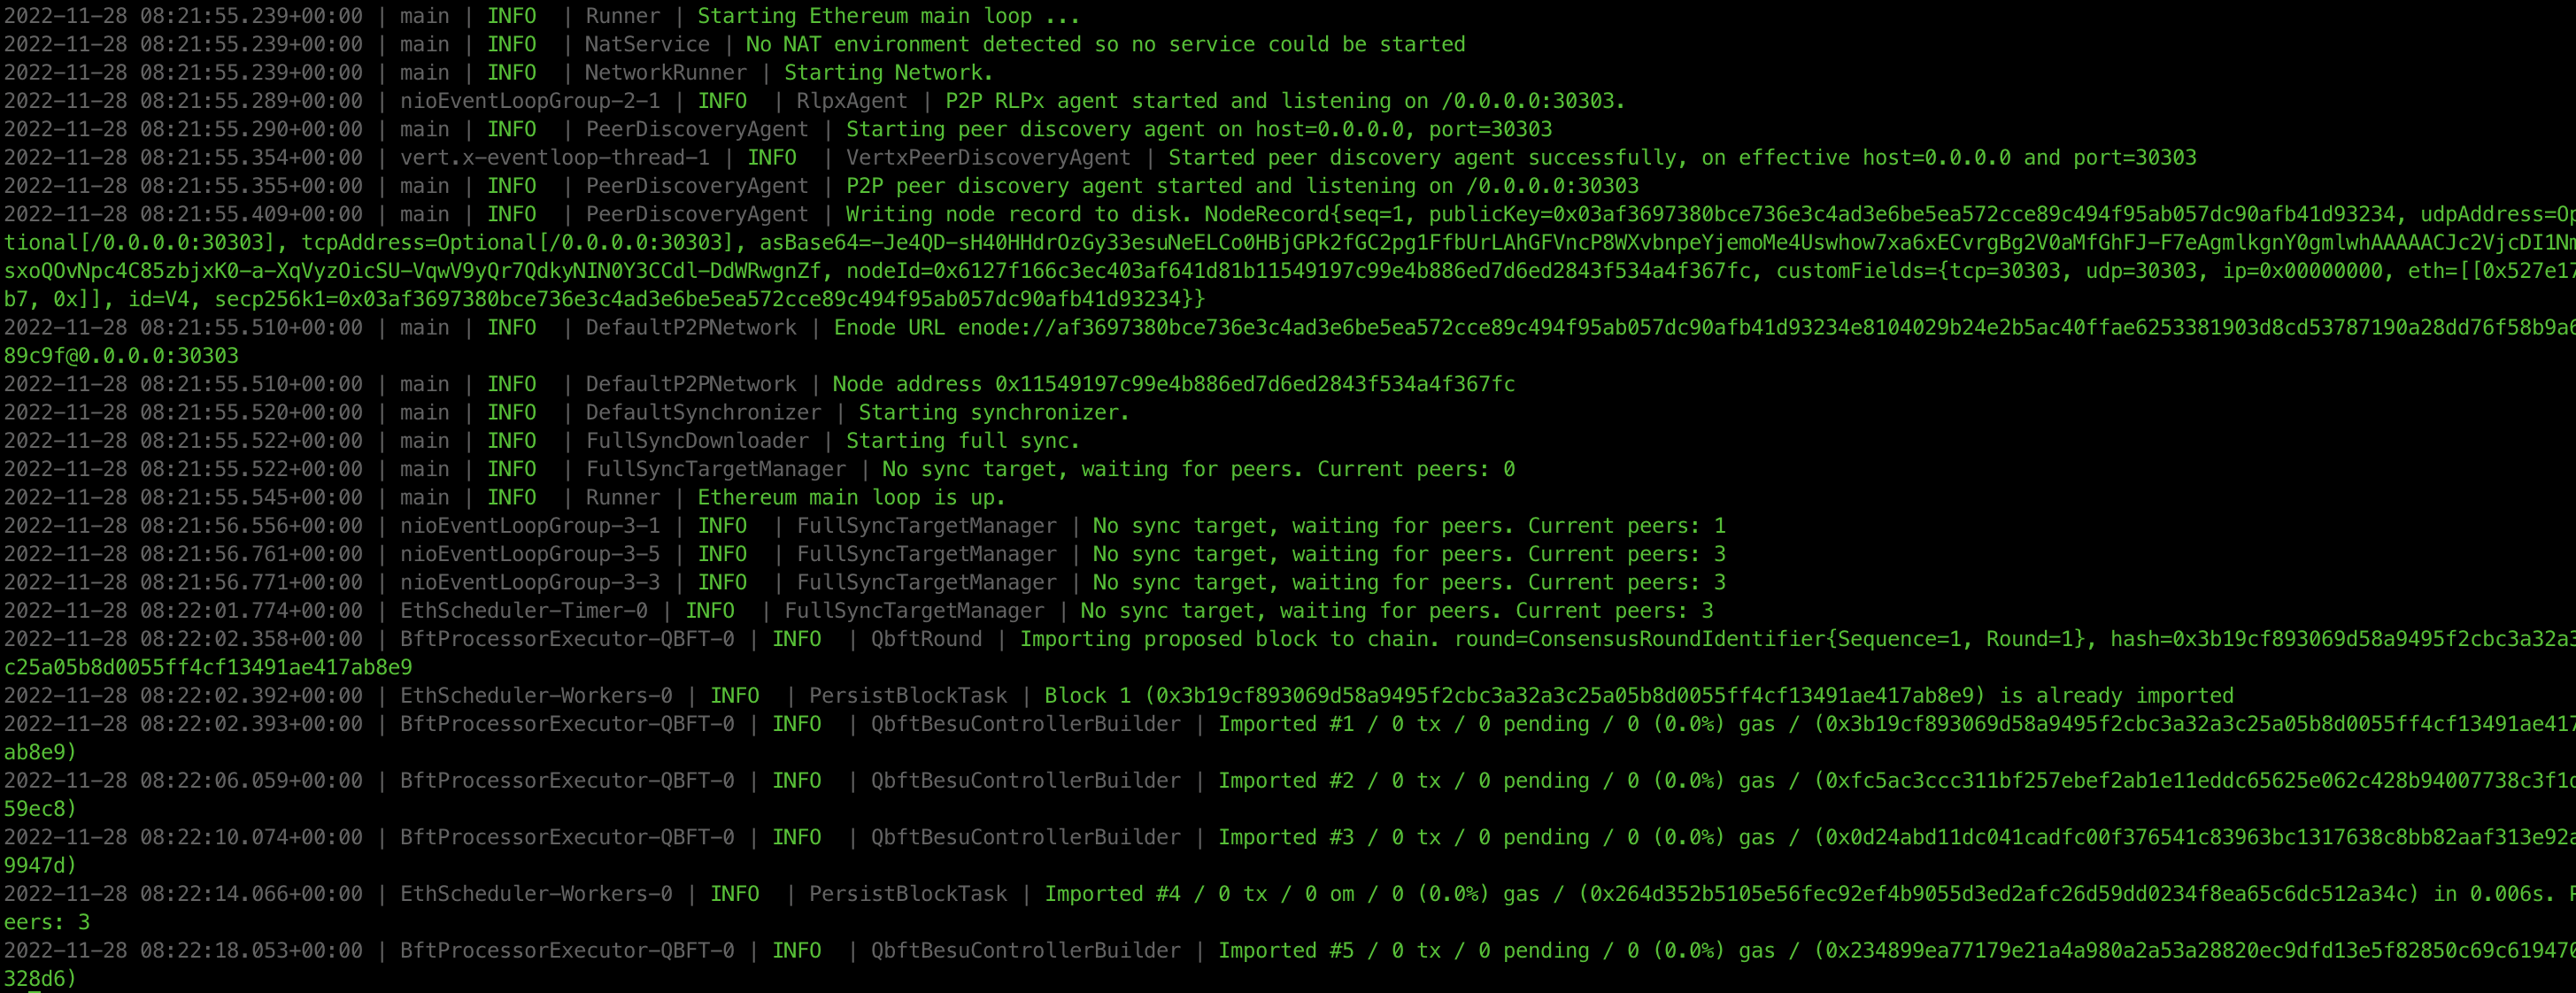 2022-11-28 08:21:55.239+00:00 | main | INFO  | Runner | Starting Ethereum main loop ...
2022-11-28 08:21:55.239+00:00 | main | INFO  | NatService | No NAT environment detected so no service could be started
2022-11-28 08:21:55.239+00:00 | main | INFO  | NetworkRunner | Starting Network.
2022-11-28 08:21:55.289+00:00 | nioEventLoopGroup-2-1 | INFO  | RlpxAgent | P2P RLPx agent started and listening on /0.0.0.0:30303.
2022-11-28 08:21:55.290+00:00 | main | INFO  | PeerDiscoveryAgent | Starting peer discovery agent on host=0.0.0.0, port=30303
2022-11-28 08:21:55.354+00:00 | vert.x-eventloop-thread-1 | INFO  | VertxPeerDiscoveryAgent | Started peer discovery agent successfully, on effective host=0.0.0.0 and port=30303
2022-11-28 08:21:55.355+00:00 | main | INFO  | PeerDiscoveryAgent | P2P peer discovery agent started and listening on /0.0.0.0:30303
2022-11-28 08:21:55.409+00:00 | main | INFO  | PeerDiscoveryAgent | Writing node record to disk. NodeRecord{seq=1, publicKey=0x03af3697380bce736e3c4ad3e6be5ea572cce89c494f95ab057dc90afb41d93234, udpAddress=Op
tional[/0.0.0.0:30303], tcpAddress=Optional[/0.0.0.0:30303], asBase64=-Je4QD-sH40HHdrOzGy33esuNeELCo0HBjGPk2fGC2pg1FfbUrLAhGFVncP8WXvbnpeYjemoMe4Uswhow7xa6xECvrgBg2V0aMfGhFJ-F7eAgmlkgnY0gmlwhAAAAACJc2VjcDI1Nm
sxoQOvNpc4C85zbjxK0-a-XqVyzOicSU-VqwV9yQr7QdkyNIN0Y3CCdl-DdWRwgnZf, nodeId=0x6127f166c3ec403af641d81b11549197c99e4b886ed7d6ed2843f534a4f367fc, customFields={tcp=30303, udp=30303, ip=0x00000000, eth=[[0x527e17
b7, 0x]], id=V4, secp256k1=0x03af3697380bce736e3c4ad3e6be5ea572cce89c494f95ab057dc90afb41d93234}}
2022-11-28 08:21:55.510+00:00 | main | INFO  | DefaultP2PNetwork | Enode URL enode://af3697380bce736e3c4ad3e6be5ea572cce89c494f95ab057dc90afb41d93234e8104029b24e2b5ac40ffae6253381903d8cd53787190a28dd76f58b9a6
89c9f@0.0.0.0:30303
2022-11-28 08:21:55.510+00:00 | main | INFO  | DefaultP2PNetwork | Node address 0x11549197c99e4b886ed7d6ed2843f534a4f367fc
2022-11-28 08:21:55.520+00:00 | main | INFO  | DefaultSynchronizer | Starting synchronizer.
2022-11-28 08:21:55.522+00:00 | main | INFO  | FullSyncDownloader | Starting full sync.
2022-11-28 08:21:55.522+00:00 | main | INFO  | FullSyncTargetManager | No sync target, waiting for peers. Current peers: 0
2022-11-28 08:21:55.545+00:00 | main | INFO  | Runner | Ethereum main loop is up.
2022-11-28 08:21:56.556+00:00 | nioEventLoopGroup-3-1 | INFO  | FullSyncTargetManager | No sync target, waiting for peers. Current peers: 1
2022-11-28 08:21:56.761+00:00 | nioEventLoopGroup-3-5 | INFO  | FullSyncTargetManager | No sync target, waiting for peers. Current peers: 3
2022-11-28 08:21:56.771+00:00 | nioEventLoopGroup-3-3 | INFO  | FullSyncTargetManager | No sync target, waiting for peers. Current peers: 3
2022-11-28 08:22:01.774+00:00 | EthScheduler-Timer-0 | INFO  | FullSyncTargetManager | No sync target, waiting for peers. Current peers: 3
2022-11-28 08:22:02.358+00:00 | BftProcessorExecutor-QBFT-0 | INFO  | QbftRound | Importing proposed block to chain. round=ConsensusRoundIdentifier{Sequence=1, Round=1}, hash=0x3b19cf893069d58a9495f2cbc3a32a3
c25a05b8d0055ff4cf13491ae417ab8e9
2022-11-28 08:22:02.392+00:00 | EthScheduler-Workers-0 | INFO  | PersistBlockTask | Block 1 (0x3b19cf893069d58a9495f2cbc3a32a3c25a05b8d0055ff4cf13491ae417ab8e9) is already imported
2022-11-28 08:22:02.393+00:00 | BftProcessorExecutor-QBFT-0 | INFO  | QbftBesuControllerBuilder | Imported #1 / 0 tx / 0 pending / 0 (0.0%) gas / (0x3b19cf893069d58a9495f2cbc3a32a3c25a05b8d0055ff4cf13491ae417
ab8e9)
2022-11-28 08:22:06.059+00:00 | BftProcessorExecutor-QBFT-0 | INFO  | QbftBesuControllerBuilder | Imported #2 / 0 tx / 0 pending / 0 (0.0%) gas / (0xfc5ac3ccc311bf257ebef2ab1e11eddc65625e062c428b94007738c3f1d
59ec8)
2022-11-28 08:22:10.074+00:00 | BftProcessorExecutor-QBFT-0 | INFO  | QbftBesuControllerBuilder | Imported #3 / 0 tx / 0 pending / 0 (0.0%) gas / (0x0d24abd11dc041cadfc00f376541c83963bc1317638c8bb82aaf313e92a
9947d)
2022-11-28 08:22:14.066+00:00 | EthScheduler-Workers-0 | INFO  | PersistBlockTask | Imported #4 / 0 tx / 0 om / 0 (0.0%) gas / (0x264d352b5105e56fec92ef4b9055d3ed2afc26d59dd0234f8ea65c6dc512a34c) in 0.006s. P
eers: 3
2022-11-28 08:22:18.053+00:00 | BftProcessorExecutor-QBFT-0 | INFO  | QbftBesuControllerBuilder | Imported #5 / 0 tx / 0 pending / 0 (0.0%) gas / (0x234899ea77179e21a4a980a2a53a28820ec9dfd13e5f82850c69c619470
328d6)